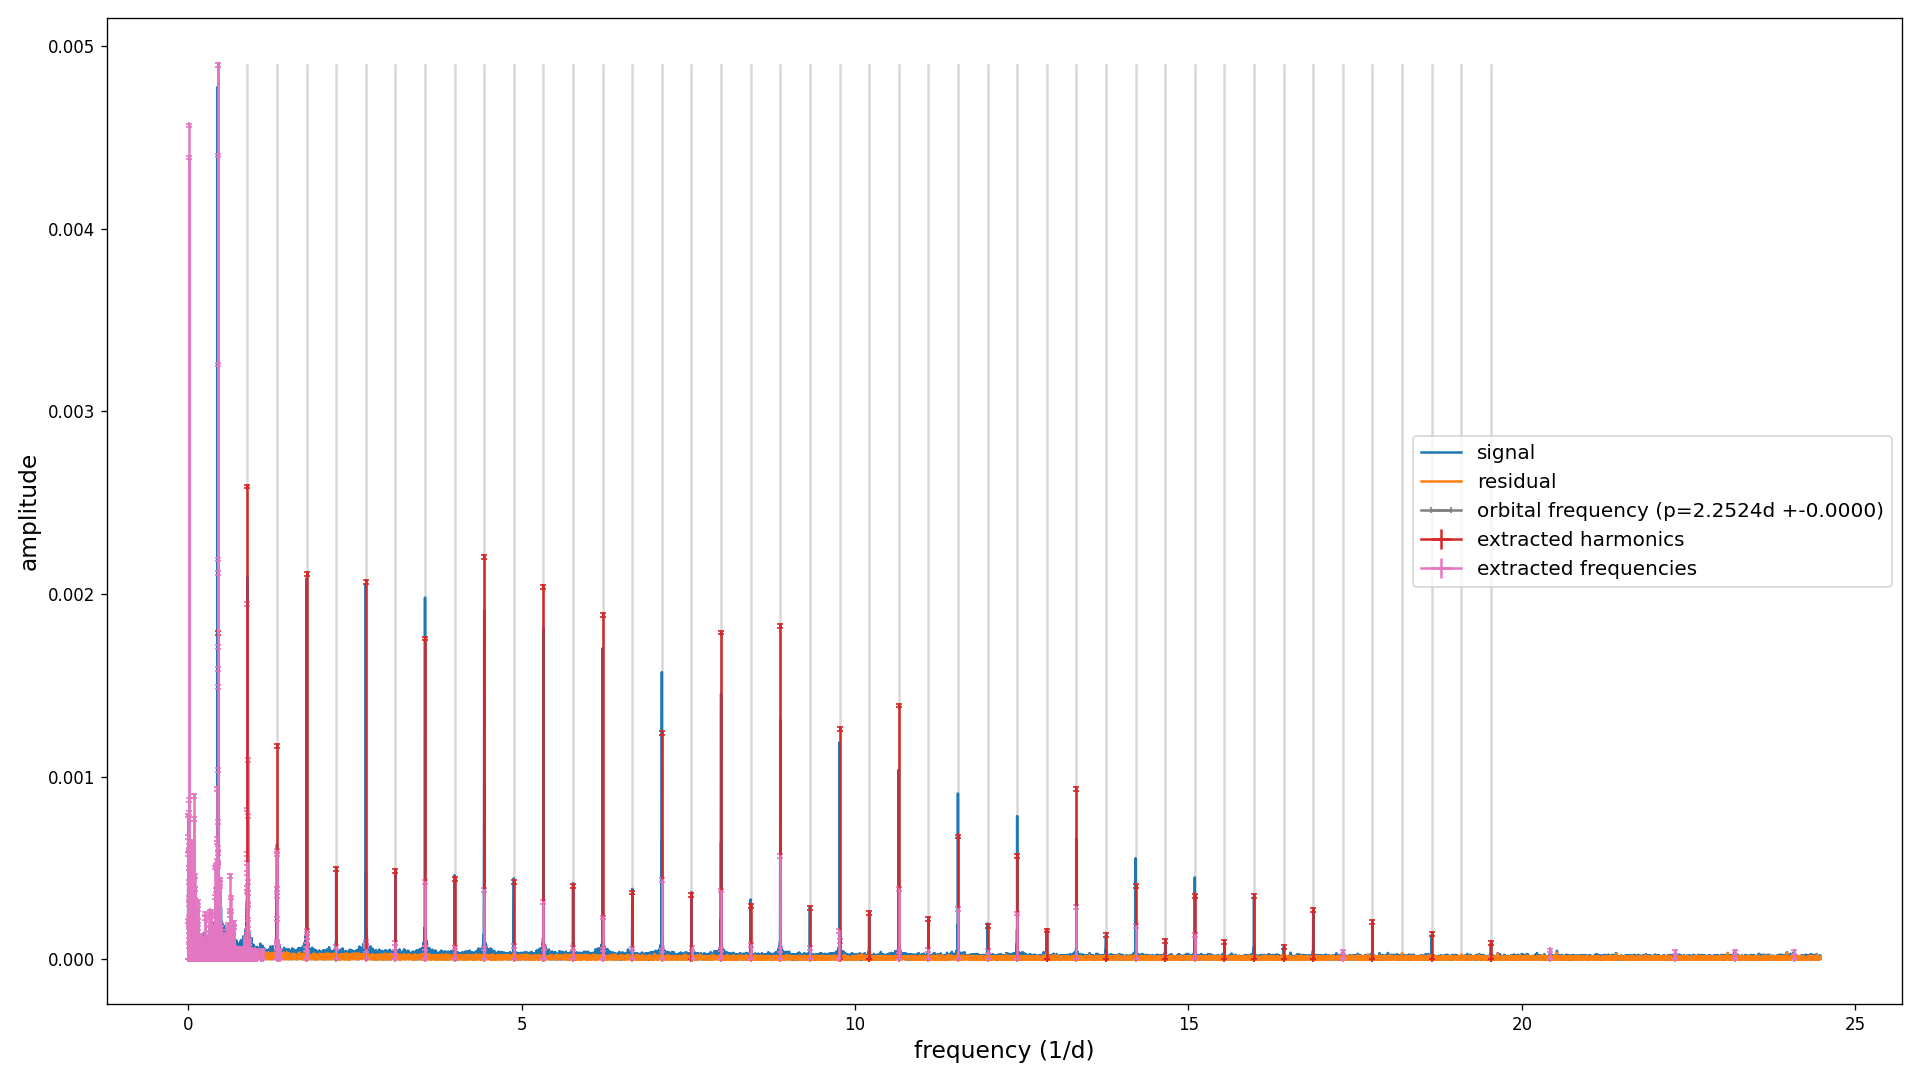 0.005
0.004
0.003
0.002
0.001
0.000
amplitude
signal
residual
orbital frequency (p=2.2524d +-0.0000)
extracted harmonics
extracted frequencies
0 5 10 15 20 25
frequency (1/d)